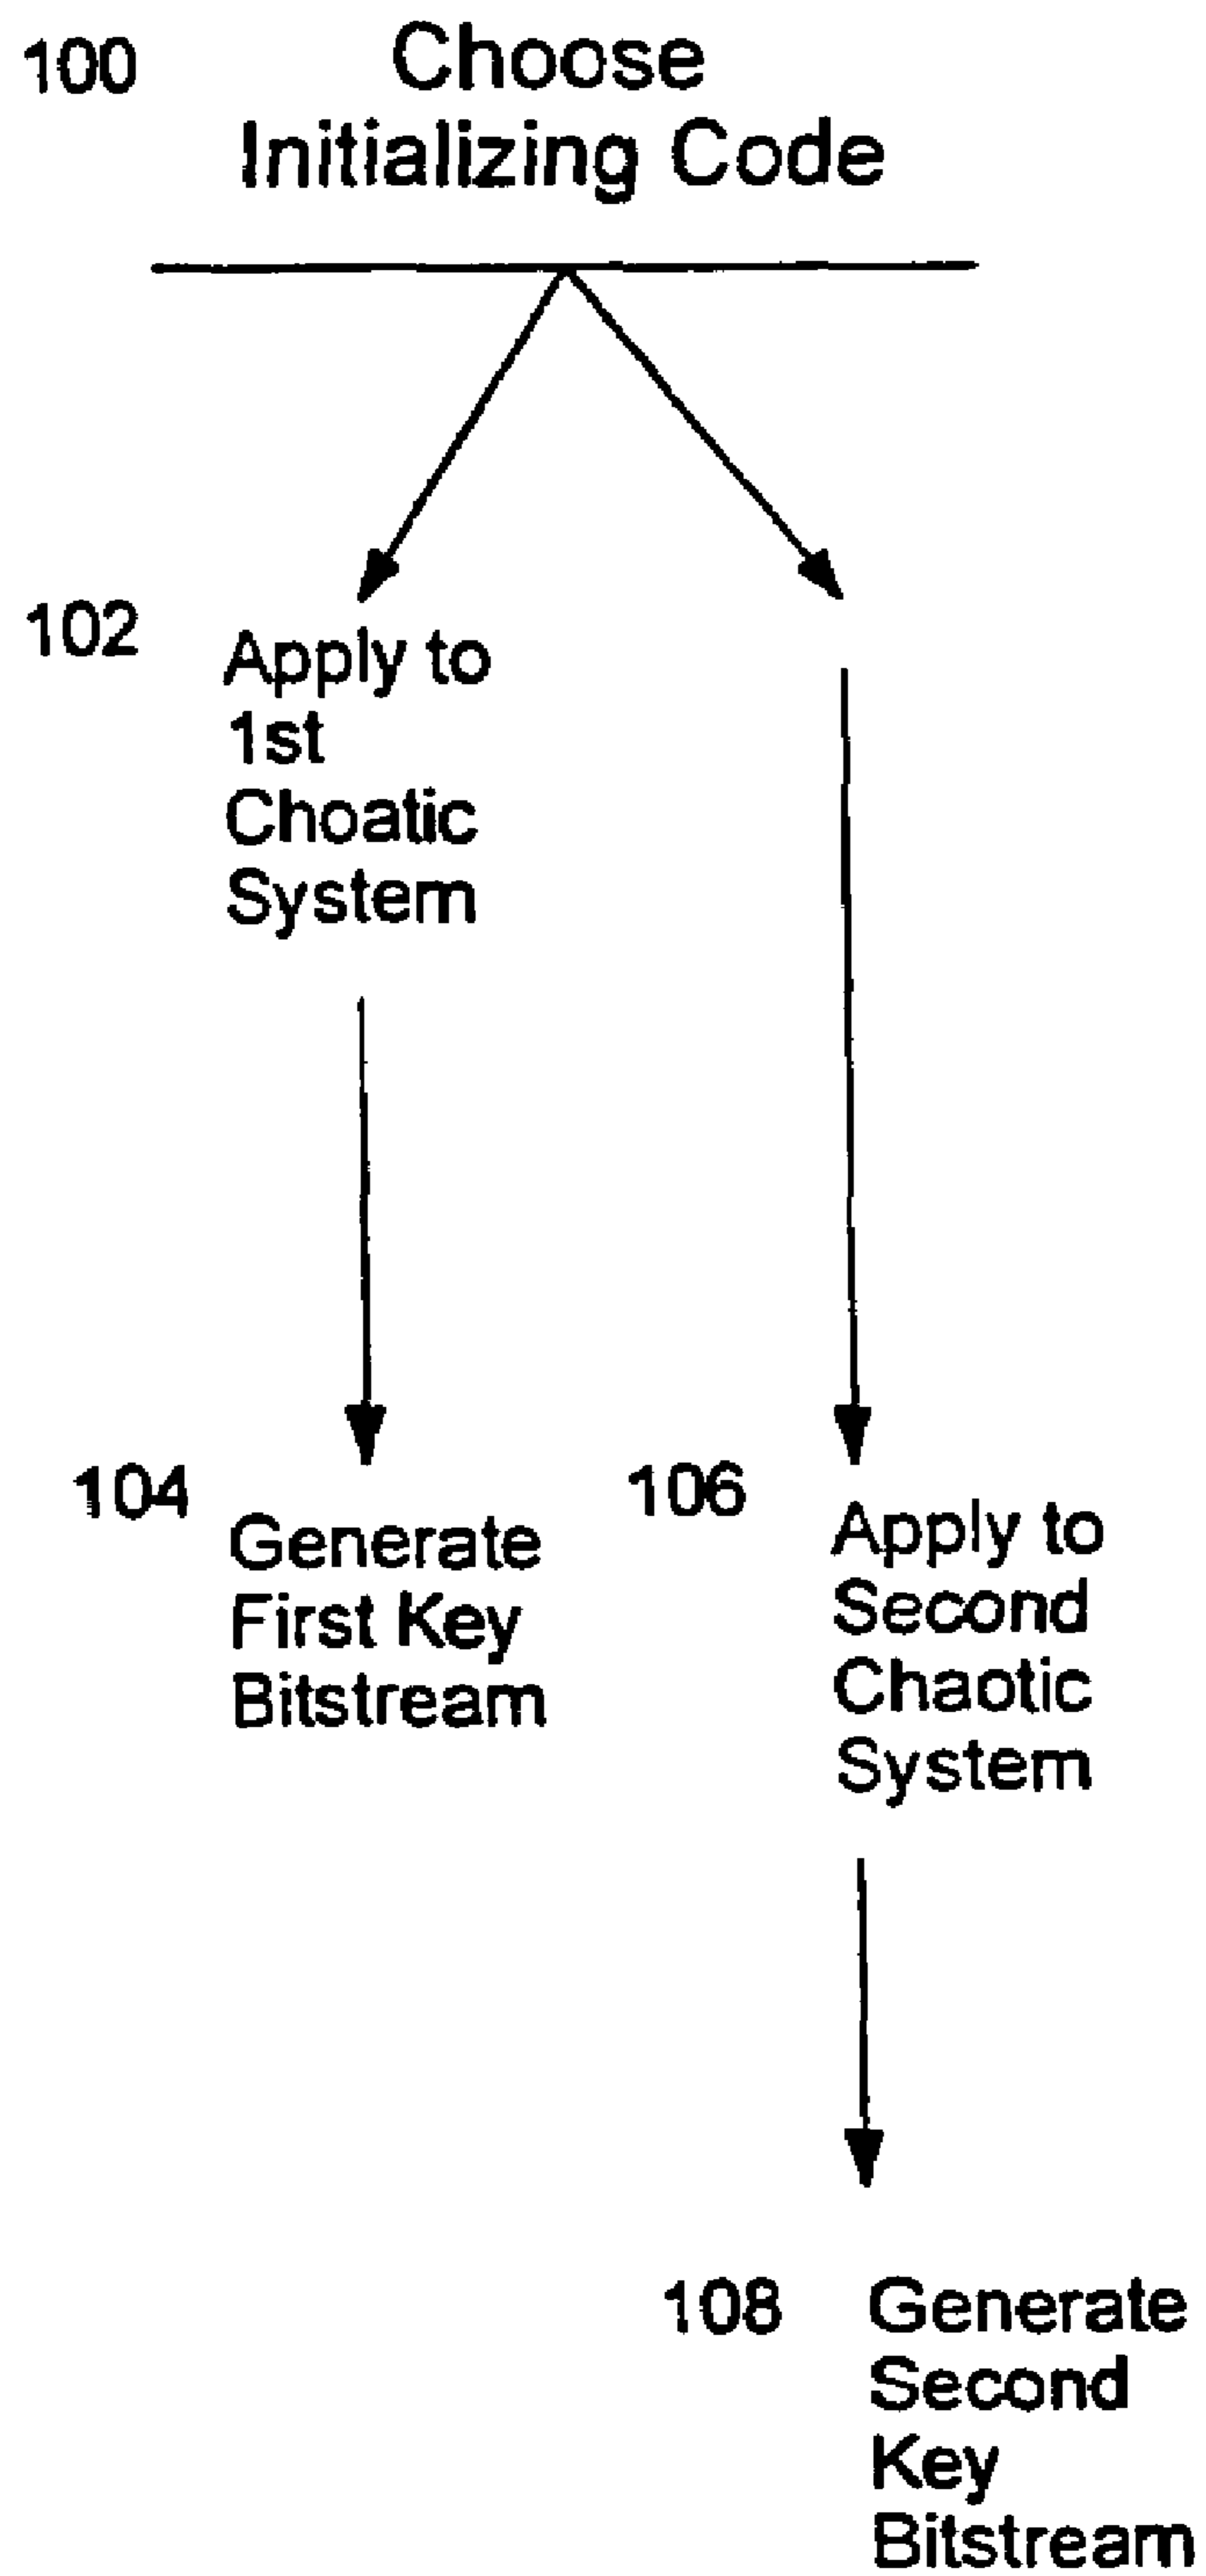 100
Choose
Initializing Code
102
Apply to
1st
Choatic
System
104
Generate
First Key
Bitstream
106
Apply to
Second
Chaotic
System
108
Generate
Second
Key
Bitstream